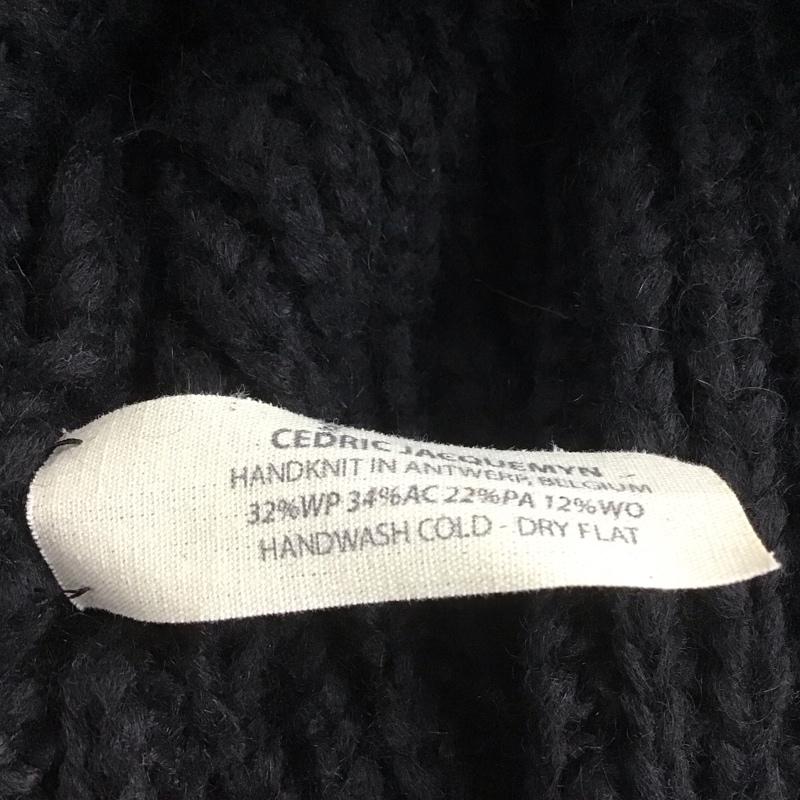 CEDRIC JACQUEMYN
HANDKNIT IN ANTWERP, BELGIUM
32%WP 34%AC 22%PA 12%WO
HANDWASH COLD - DRY FLAT